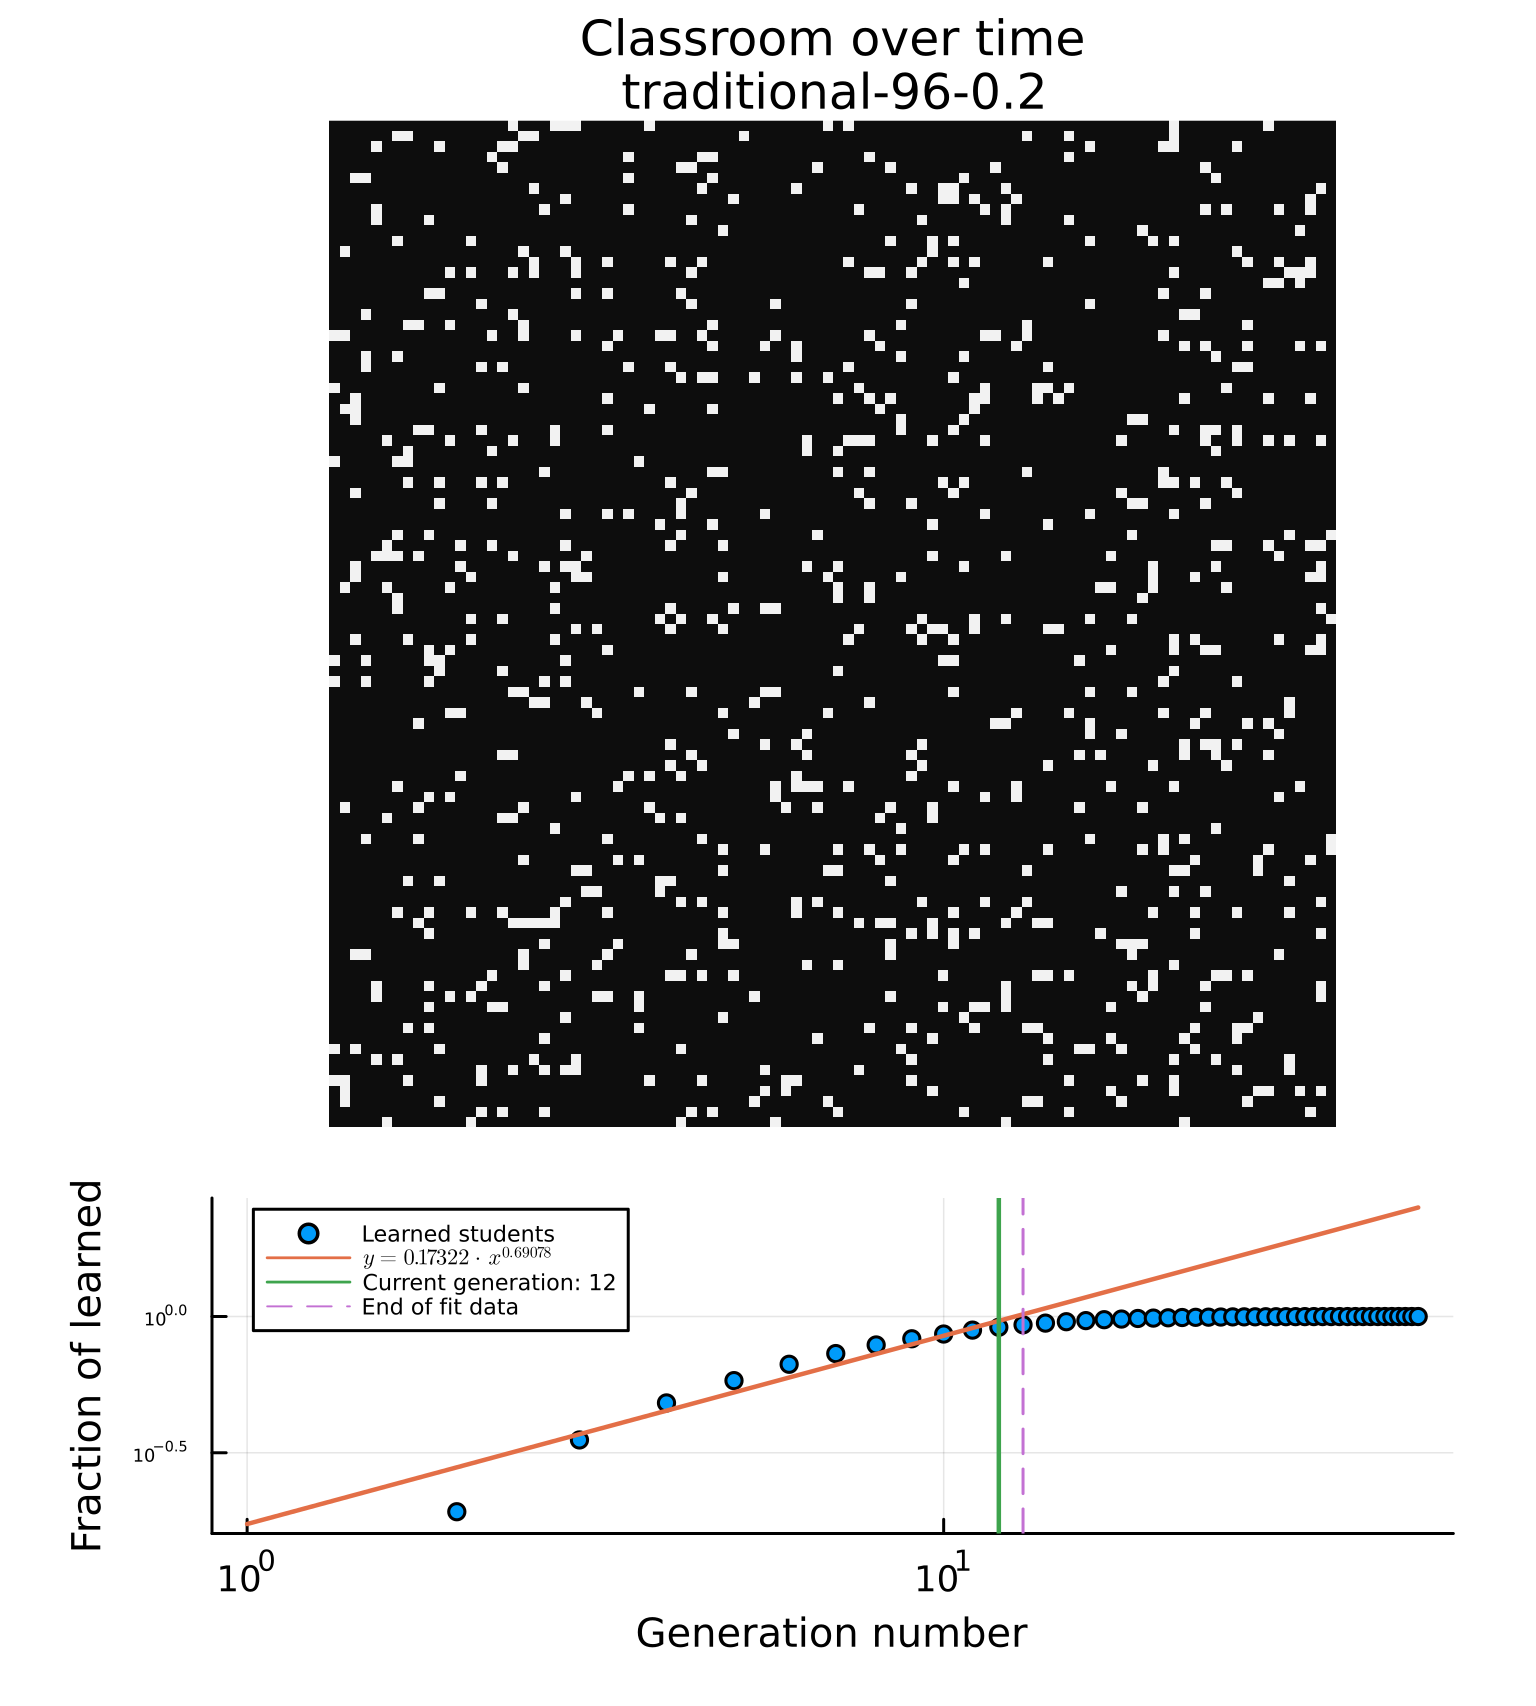 Classroom over time
traditional-96-0.2
Fraction of learned
Learned students
y = 0.17322 · x^0.69078
Current generation: 12
End of fit data
10^0.0
10^−0.5
10^0
10^1
Generation number